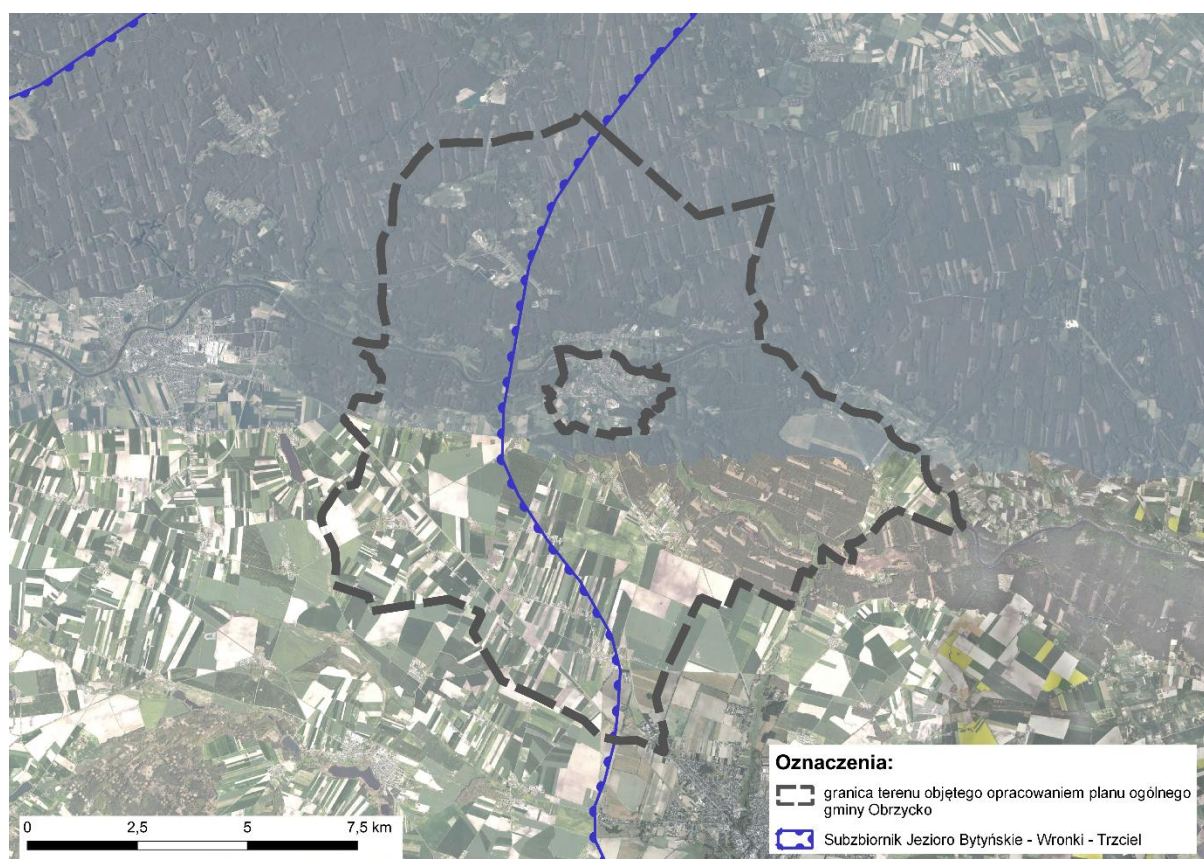 Oznaczenia:
granica terenu objętego opracowaniem planu ogólnego
gminy Obrzycko
Subzbiornik Jezioro Bytyńskie - Wronki - Trzciel
0 2,5 5 7,5 km